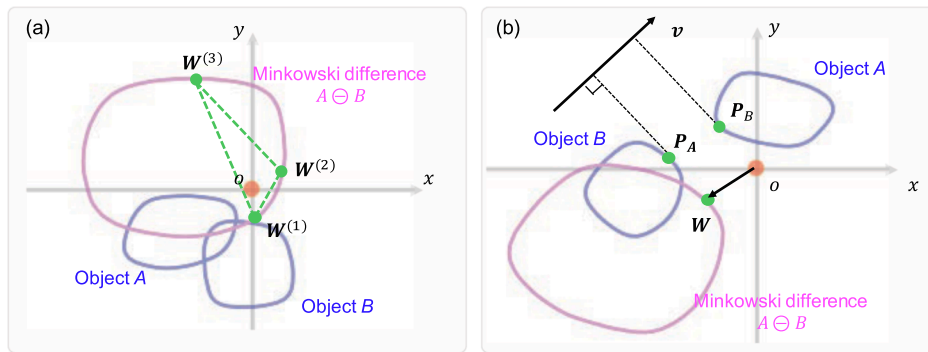 (a)
y
W^{(3)}
Minkowski difference
A ⊖ B
W^{(2)}
o
x
W^{(1)}
Object A
Object B
(b)
v
y
Object A
P_B
Object B
P_A
x
o
W
Minkowski difference
A ⊖ B